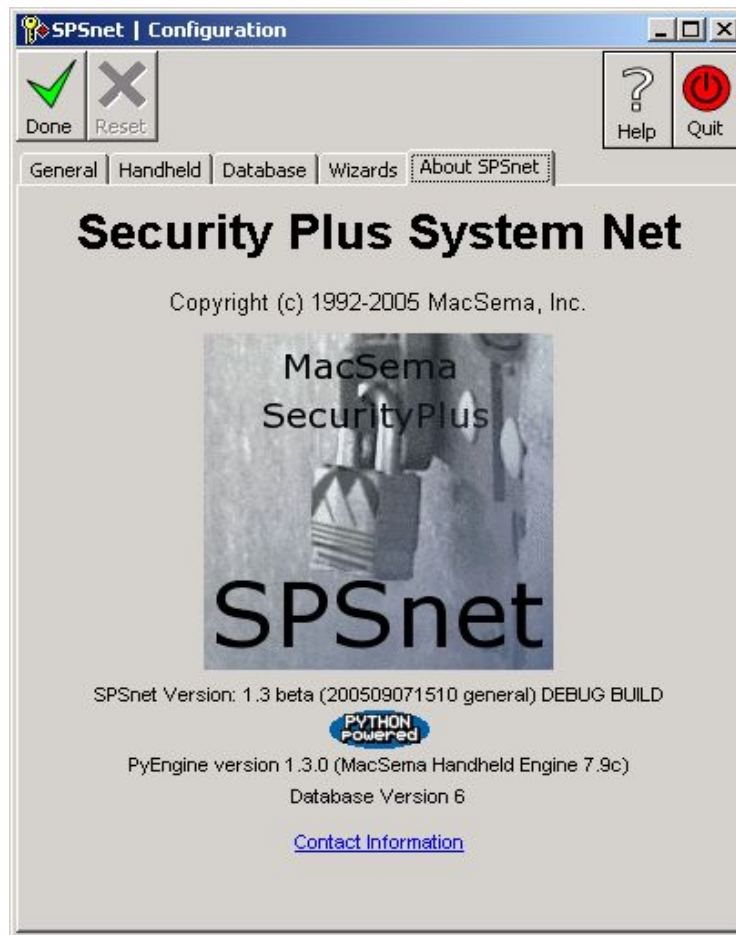 SPSnet | Configuration
Done Reset Help Quit
General Handheld Database Wizards About SPSnet
Security Plus System Net
Copyright (c) 1992-2005 MacSema, Inc.
MacSema
SecurityPlus
SPSnet
SPSnet Version: 1.3 beta (200509071510 general) DEBUG BUILD
PYTHON
Powered
PyEngine version 1.3.0 (MacSema Handheld Engine 7.9c)
Database Version 6
Contact Information